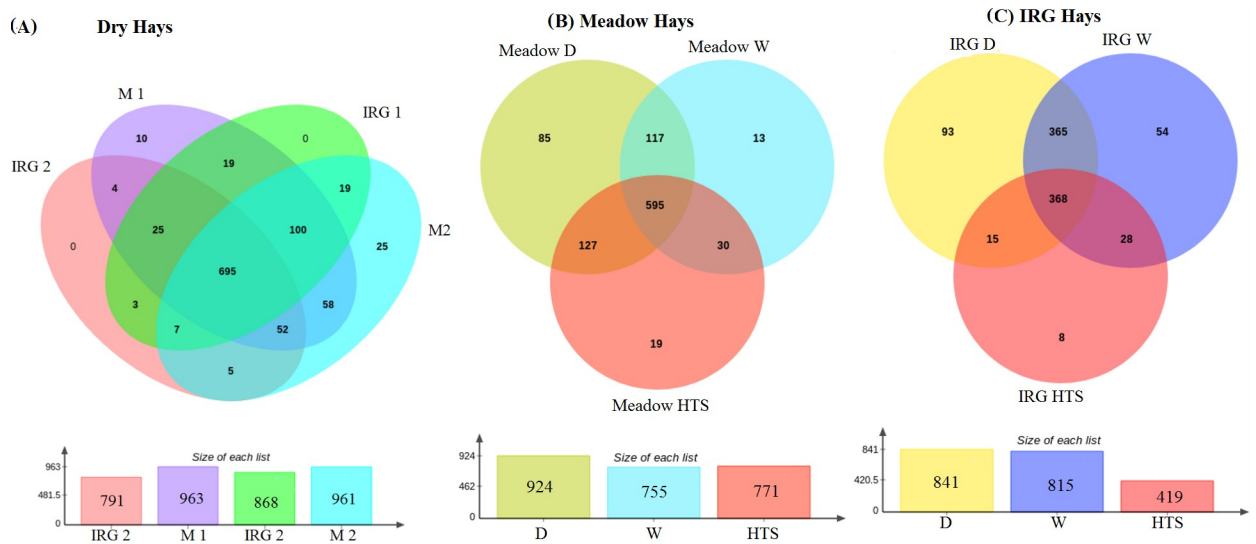 (A) Dry Hays
M 1
IRG 1
IRG 2
M2
10
0
19
4
19
0
25
100
25
695
3
58
7
52
5
Size of each list
963
481.5
0
791
963
868
961
IRG 2
M 1
IRG 2
M 2
(B) Meadow Hays
Meadow D
Meadow W
85
117
13
595
127
30
19
Meadow HTS
Size of each list
924
462
0
924
755
771
D
W
HTS
(C) IRG Hays
IRG D
IRG W
93
365
54
368
15
28
8
IRG HTS
Size of each list
841
420.5
0
841
815
419
D
W
HTS